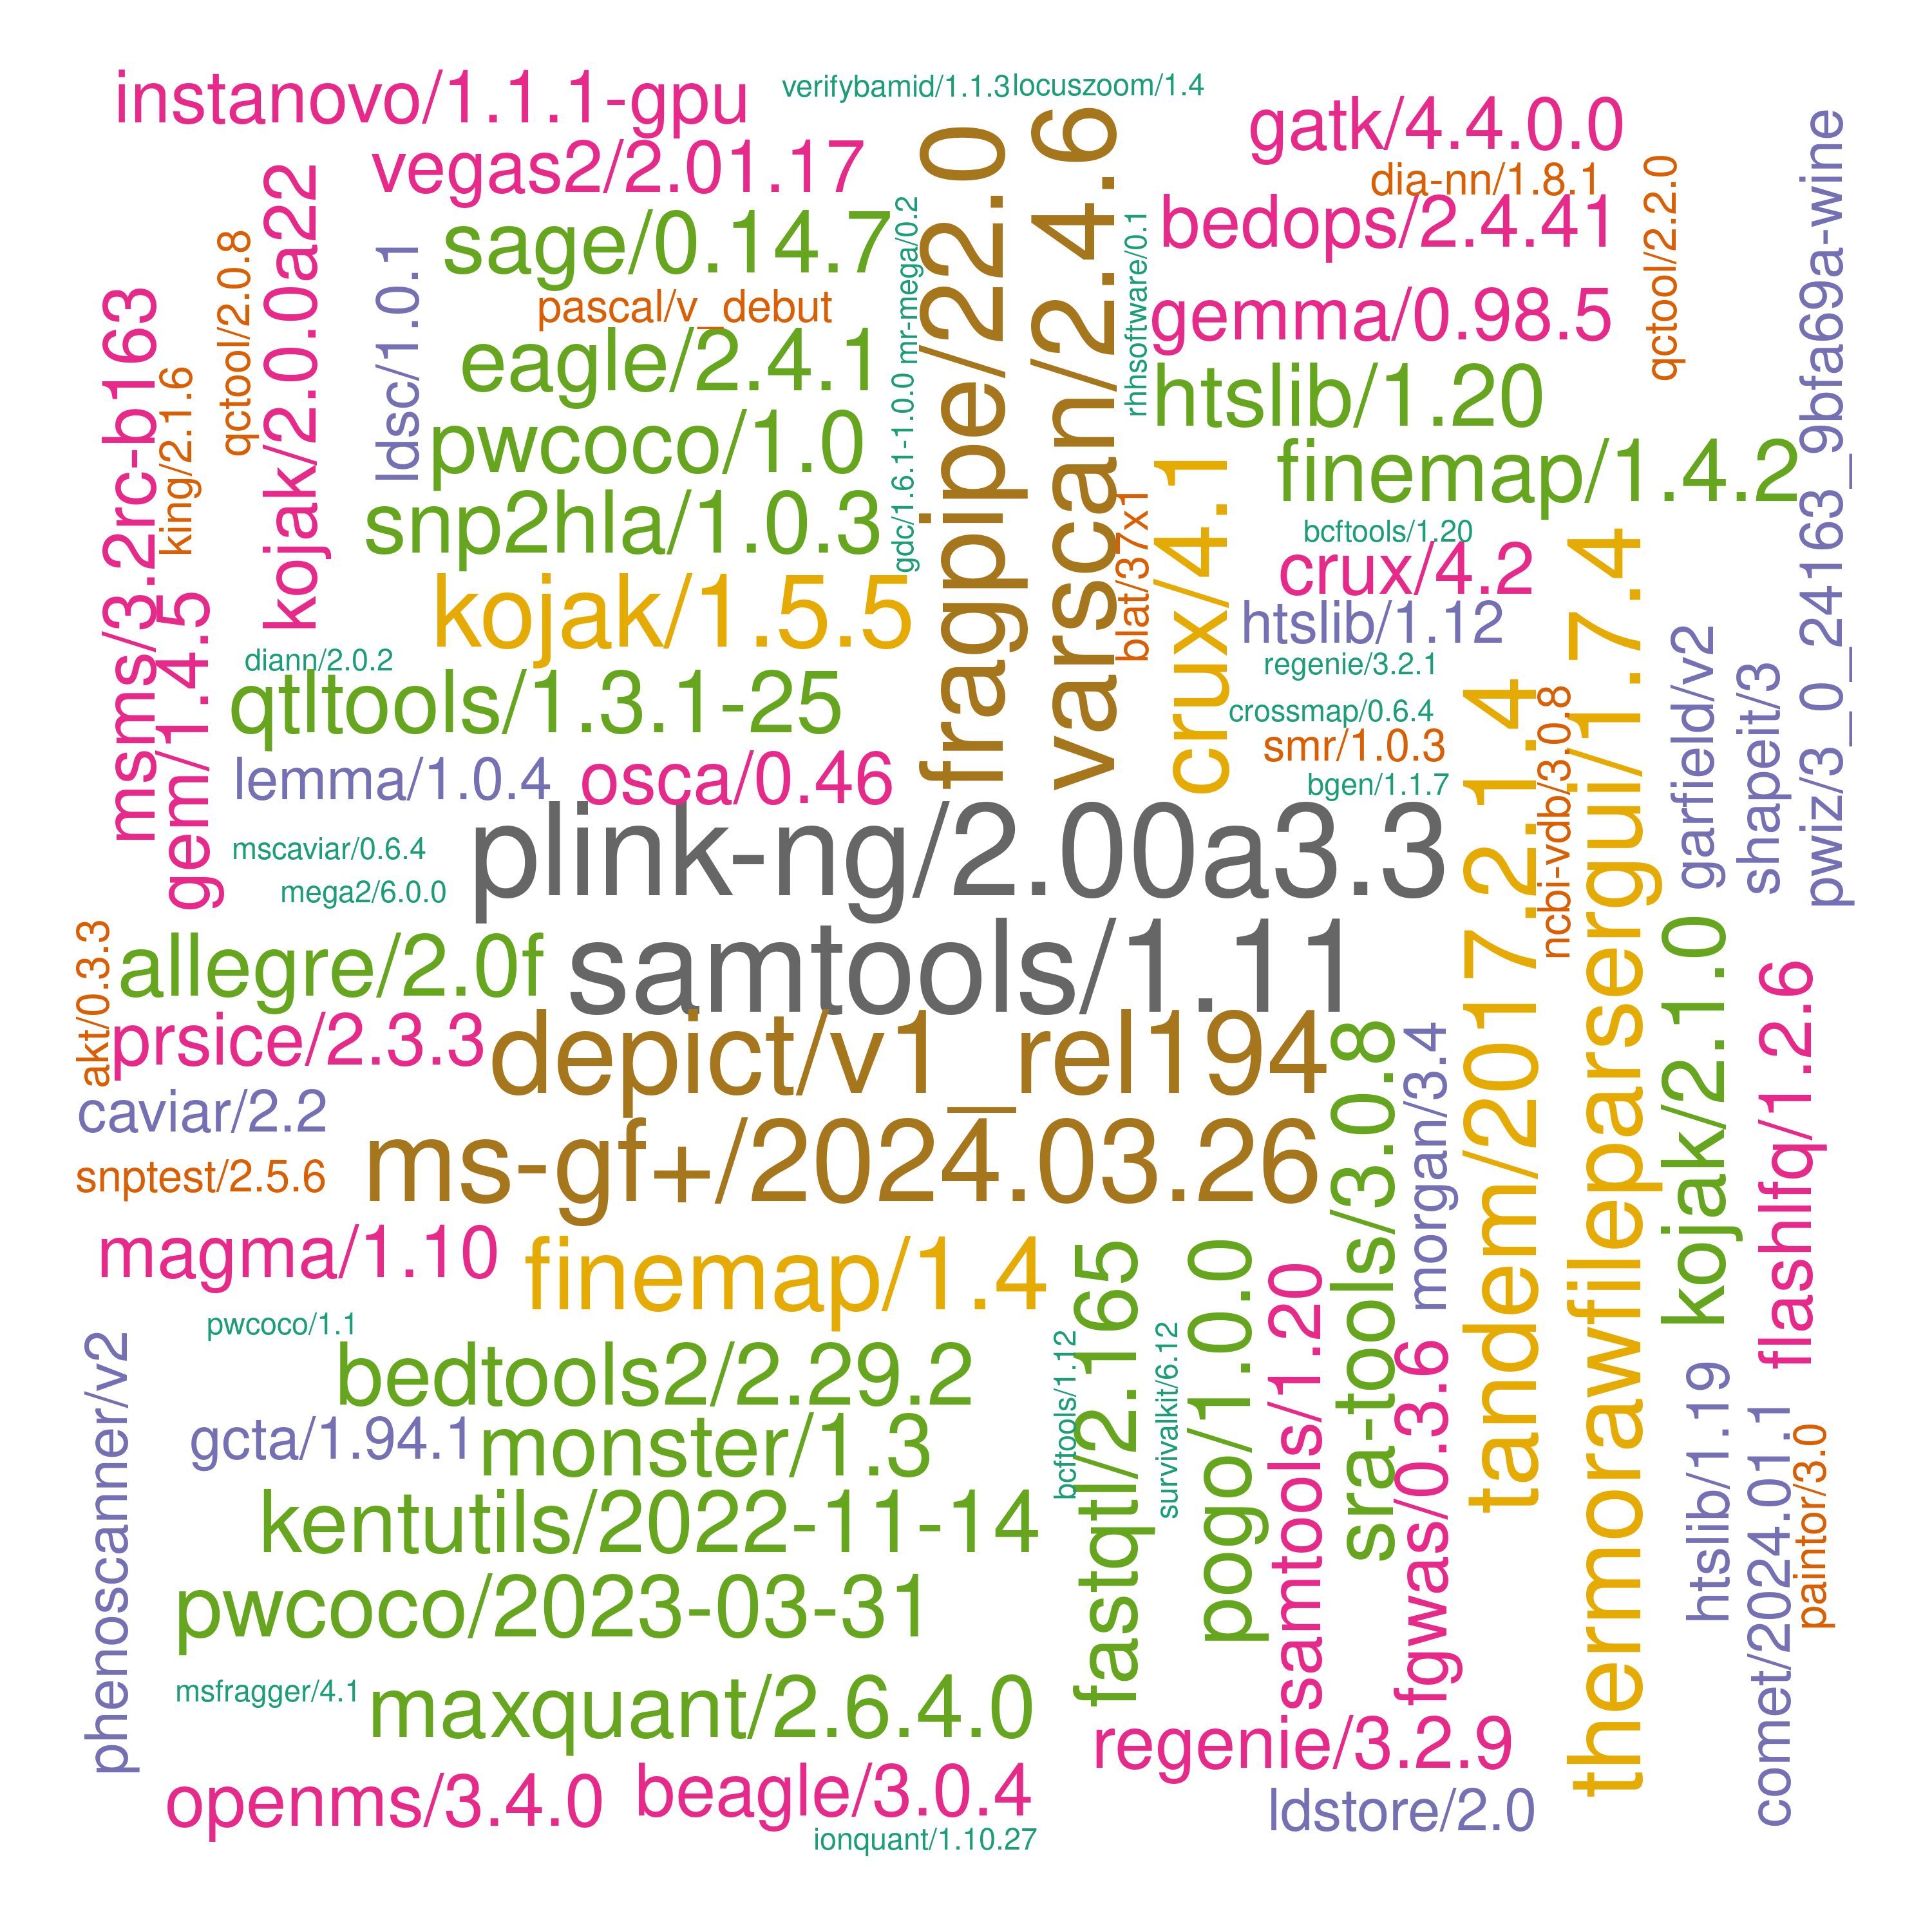 instanovo/1.1.1-gpu
verifybamid/1.1.3
locuszoom/1.4
gatk/4.4.0.0
vegas2/2.01.17
dia-nn/1.8.1
sage/0.14.7
bedops/2.4.41
pascal/v_debut
gemma/0.98.5
eagle/2.4.1
htslib/1.20
pwcoco/1.0
finemap/1.4.2
snp2hla/1.0.3
bcftools/1.20
crux/4.2
kojak/1.5.5
htslib/1.12
diann/2.0.2
regenie/3.2.1
qtltools/1.3.1-25
crossmap/0.6.4
smr/1.0.3
lemma/1.0.4
osca/0.46
bgen/1.1.7
mscaviar/0.6.4
plink-ng/2.00a3.3
mega2/6.0.0
allegre/2.0f
samtools/1.11
prsice/2.3.3
depict/v1_rel194
caviar/2.2
ms-gf+/2024.03.26
snptest/2.5.6
magma/1.10
finemap/1.4
pwcoco/1.1
bedtools2/2.29.2
gcta/1.94.1
monster/1.3
kentutils/2022-11-14
pwcoco/2023-03-31
msfragger/4.1
maxquant/2.6.4.0
regenie/3.2.9
openms/3.4.0
beagle/3.0.4
ldstore/2.0
ionquant/1.10.27
msms/3.2rc-b163
king/2.1.6
gem/1.4.5
qctool/2.0.8
kojak/2.0.0a22
ldsc/1.0.1
mr-mega/0.2
gdc/1.6.1-1.0.0
fragpipe/22.0
varscan/2.4.6
rhhsoftware/0.1
blat/37x1
crux/4.1
qctool/2.2.0
pwiz/3_0_24163_9bfa69a-wine
thermorawfileparsergui/1.7.4
tandem/2017.2.1.4
ncbi-vdb/3.0.8
garfield/v2
shapeit/3
akt/0.3.3
phenoscanner/v2
bcftools/1.12
fastqtl/2.165
survivalkit/6.12
pogo/1.0.0
samtools/1.20
sra-tools/3.0.8
morgan/3.4
fgwas/0.3.6
kojak/2.1.0
flashlfq/1.2.6
htslib/1.19
comet/2024.01.1
paintor/3.0